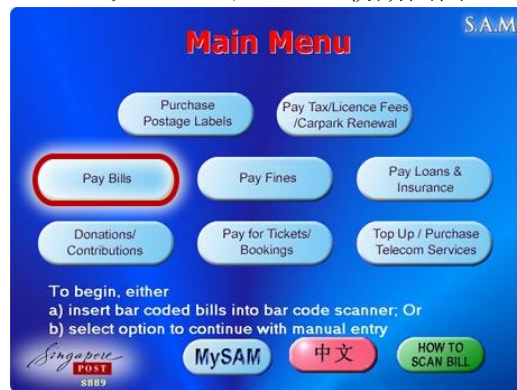 S.A.M
Main Menu
Purchase
Postage Labels
Pay Tax/Licence Fees
/Carpark Renewal
Pay Bills
Pay Fines
Pay Loans &
Insurance
Donations/
Contributions
Pay for Tickets/
Bookings
Top Up / Purchase
Telecom Services
To begin, either
a) insert bar coded bills into bar code scanner; Or
b) select option to continue with manual entry
Singapore
POST
S889
MySAM
中文
HOW TO
SCAN BILL